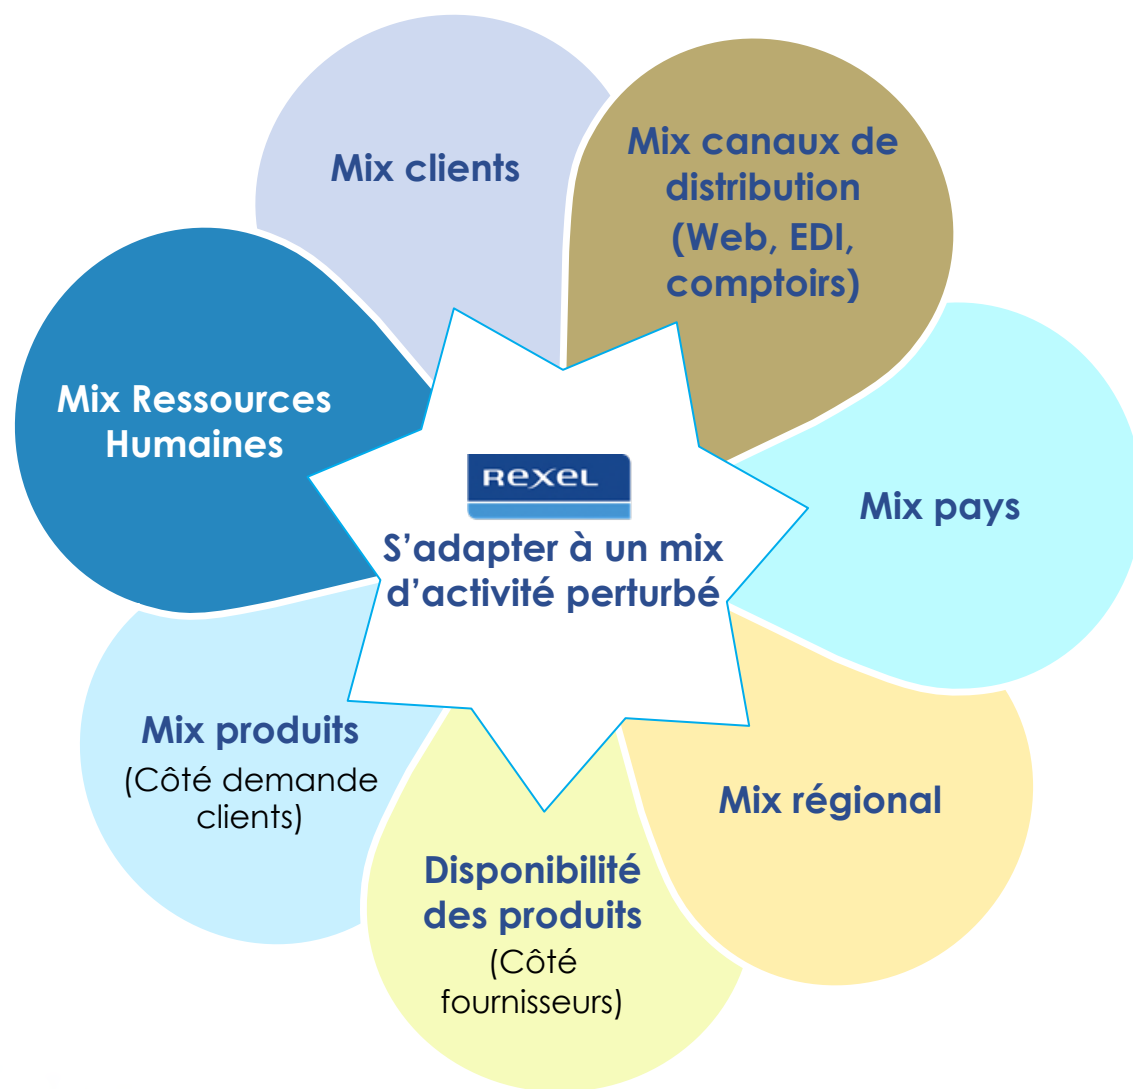 Mix clients
Mix canaux de
distribution
(Web, EDI,
comptoirs)
Mix Ressources
Humaines
Rexel
S’adapter à un mix
d’activité perturbé
Mix pays
Mix produits
(Côté demande
clients)
Mix régional
Disponibilité
des produits
(Côté
fournisseurs)